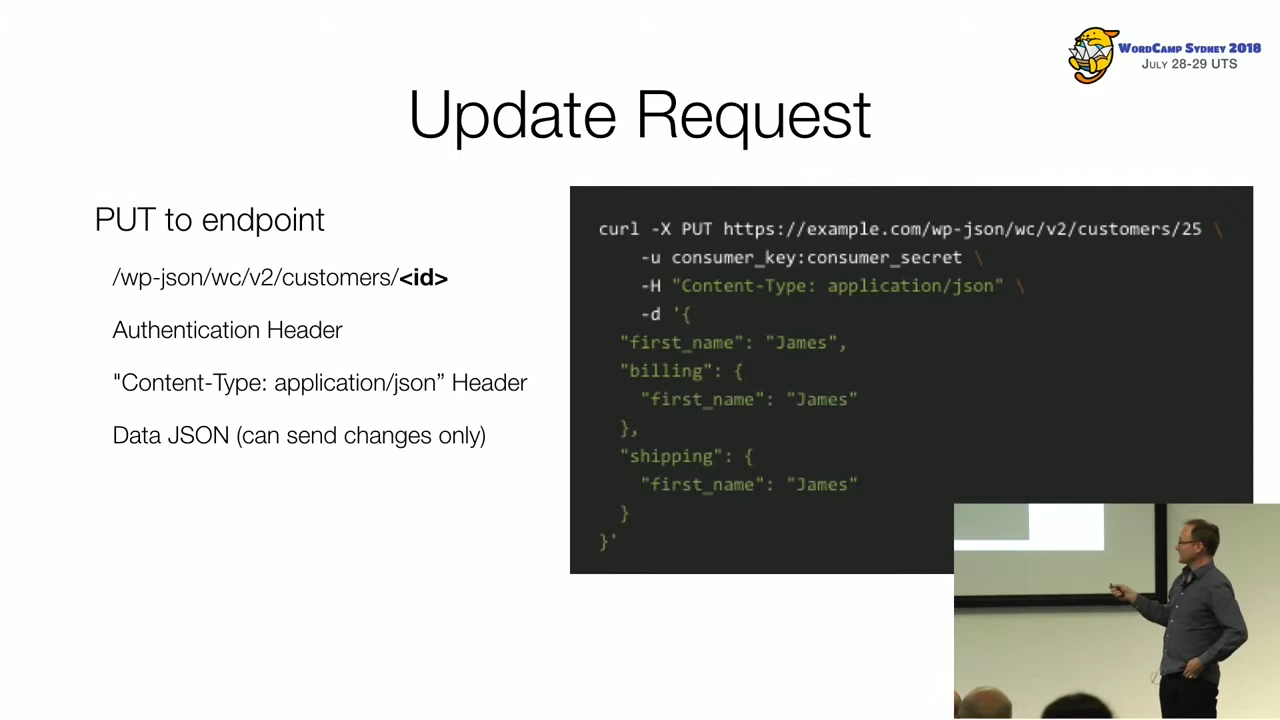 WordCamp Sydney 2018
July 28-29 UTS
Update Request
PUT to endpoint
/wp-json/wc/v2/customers/<id>
Authentication Header
"Content-Type: application/json” Header
Data JSON (can send changes only)
curl -X PUT https://example.com/wp-json/wc/v2/customers/25 \
-u consumer_key:consumer_secret \
-H "Content-Type: application/json" \
-d '{
"first_name": "James",
"billing": {
"first_name": "James"
},
"shipping": {
"first_name": "James"
}
}'